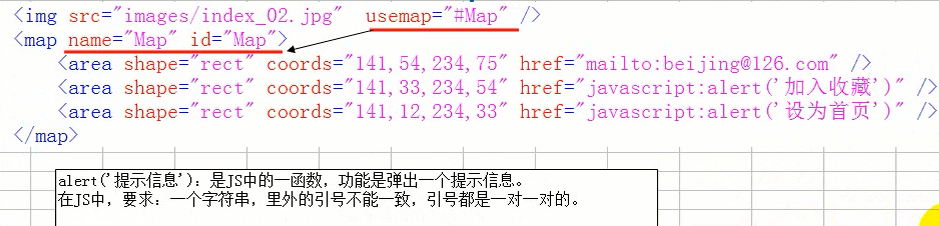 <img src="images/index_02.jpg"  usemap="#Map" />
<map name="Map" id="Map">
<area shape="rect" coords="141,54,234,75" href="mailto:beijing@126.com" />
<area shape="rect" coords="141,33,234,54" href="javascript:alert('加入收藏')" />
<area shape="rect" coords="141,12,234,33" href="javascript:alert('设为首页')" />
</map>
alert('提示信息'): 是JS中的一函数，功能是弹出一个提示信息。
在JS中，要求：一个字符串，里外的引号不能一致，引号都是一对一对的。